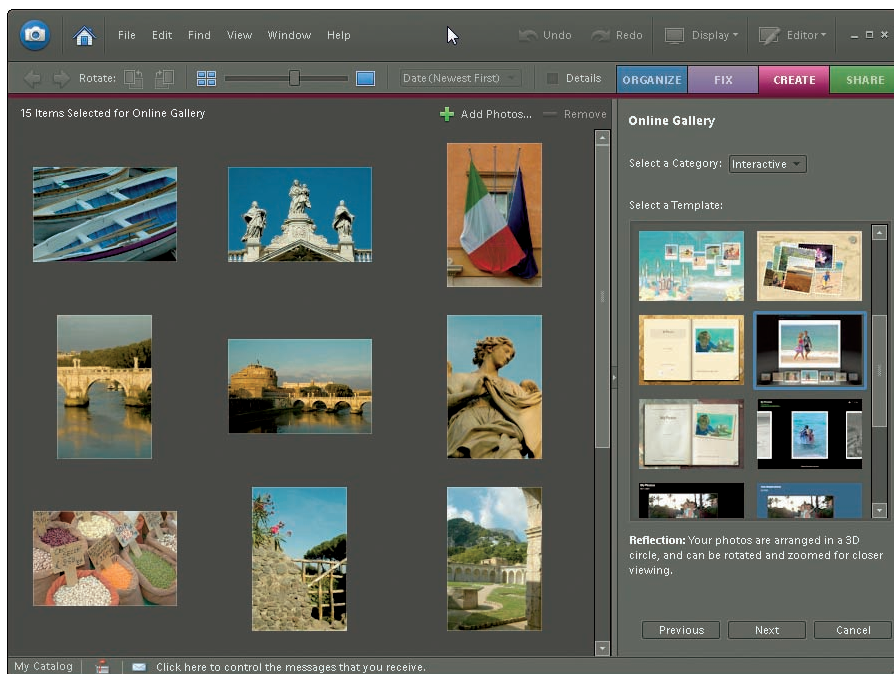 File Edit Find View Window Help Undo Redo Display Editor
Rotate: Date (Newest First) Details ORGANIZE FIX CREATE SHARE
15 Items Selected for Online Gallery Add Photos... Remove
Online Gallery
Select a Category: Interactive
Select a Template:
Reflection: Your photos are arranged in a 3D
circle, and can be rotated and zoomed for closer
viewing.
Previous Next Cancel
My Catalog Click here to control the messages that you receive.